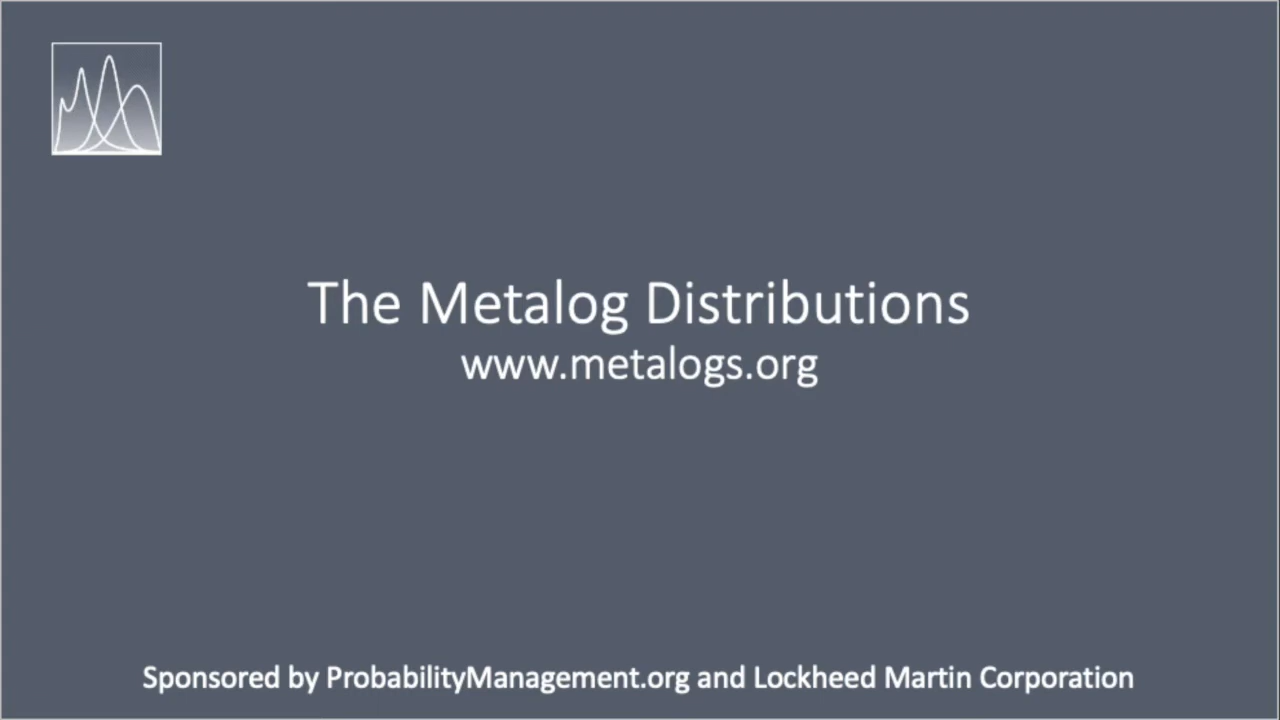 The Metalog Distributions
www.metalogs.org
Sponsored by ProbabilityManagement.org and Lockheed Martin Corporation